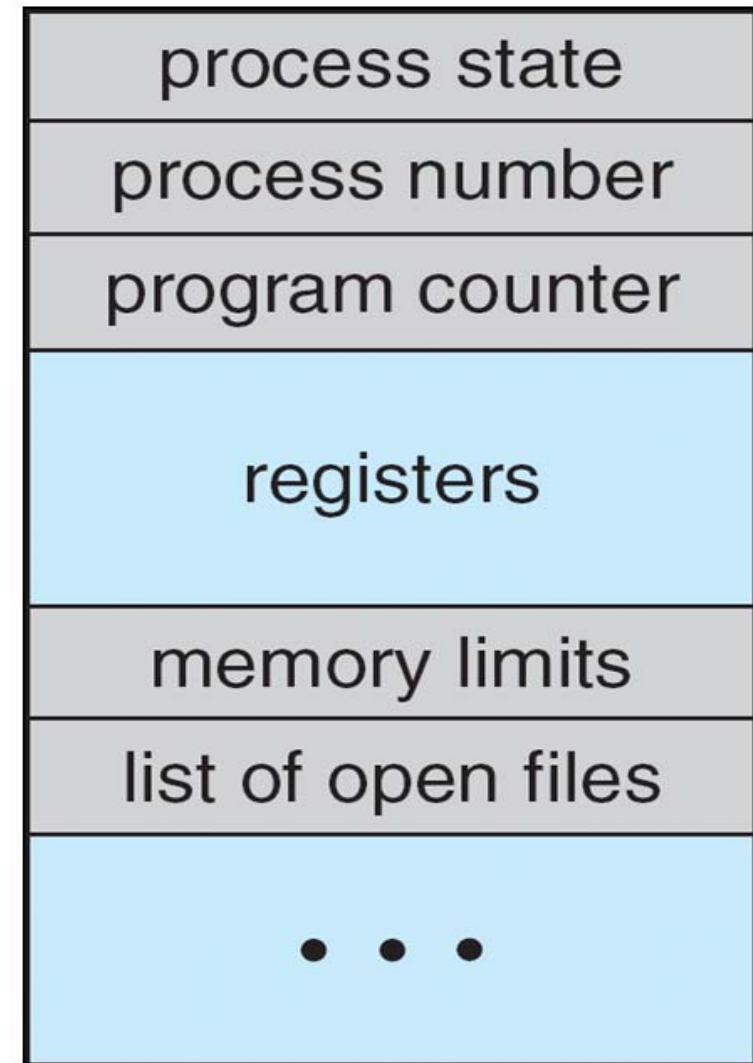 process state
process number
program counter
registers
memory limits
list of open files
• • •